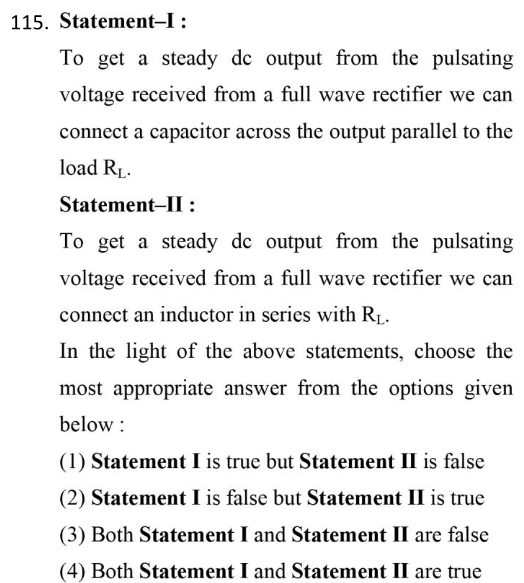 115. Statement–I :
To get a steady dc output from the pulsating
voltage received from a full wave rectifier we can
connect a capacitor across the output parallel to the
load R_L.
Statement–II :
To get a steady dc output from the pulsating
voltage received from a full wave rectifier we can
connect an inductor in series with R_L.
In the light of the above statements, choose the
most appropriate answer from the options given
below :
(1) Statement I is true but Statement II is false
(2) Statement I is false but Statement II is true
(3) Both Statement I and Statement II are false
(4) Both Statement I and Statement II are true